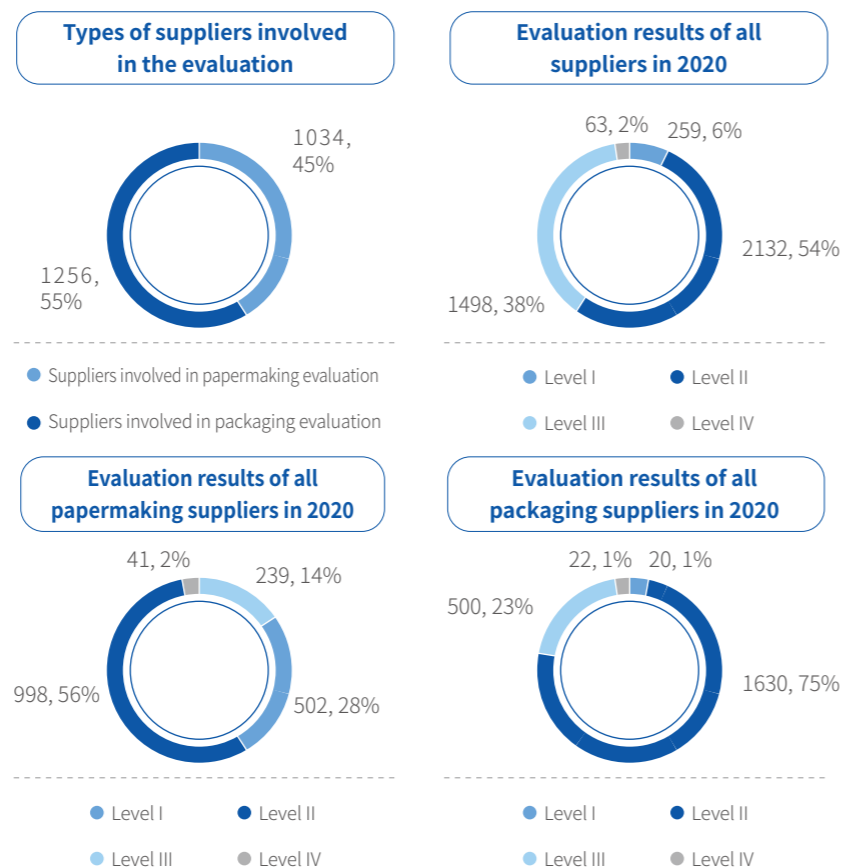 Types of suppliers involved
in the evaluation
1034,
45%
1256,
55%
Suppliers involved in papermaking evaluation
Suppliers involved in packaging evaluation
Evaluation results of all
suppliers in 2020
63, 2%
259, 6%
2132, 54%
1498, 38%
Level I
Level II
Level III
Level IV
Evaluation results of all
papermaking suppliers in 2020
41, 2%
239, 14%
998, 56%
502, 28%
Level I
Level II
Level III
Level IV
Evaluation results of all
packaging suppliers in 2020
22, 1%
20, 1%
500, 23%
1630, 75%
Level I
Level II
Level III
Level IV